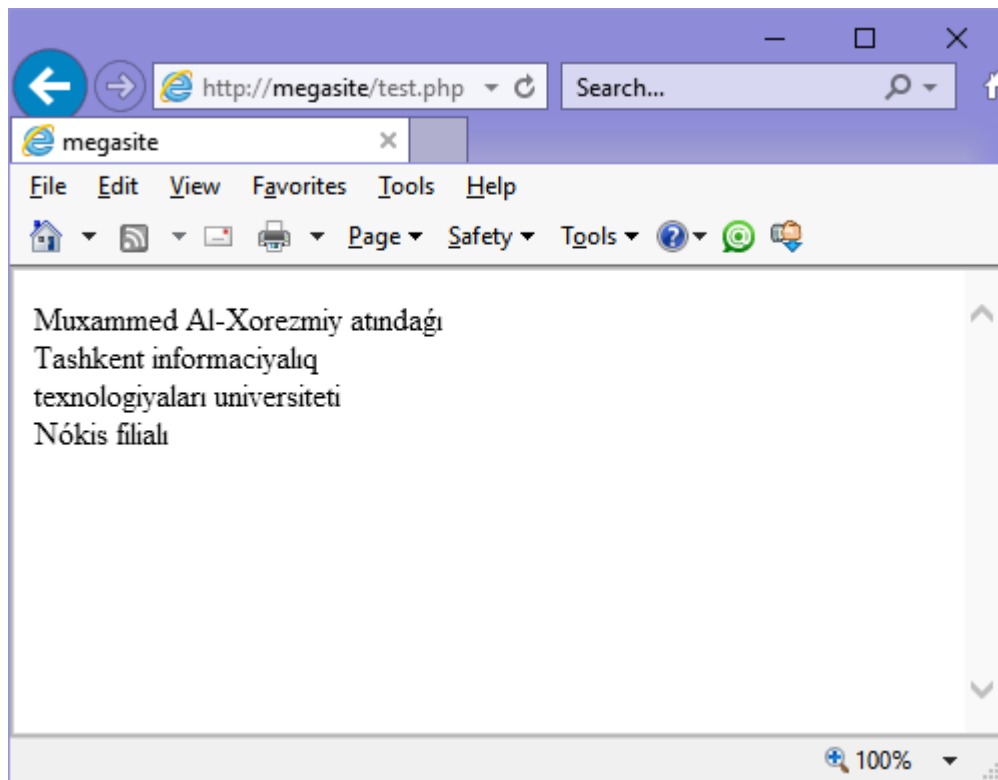 http://megasite/test.php Search...
megasite
File Edit View Favorites Tools Help
Page Safety Tools
Muxammed Al-Xorezmiy atındaǵı
Tashkent informaciyalıq
texnologiyaları universiteti
Nókis filialı
100%